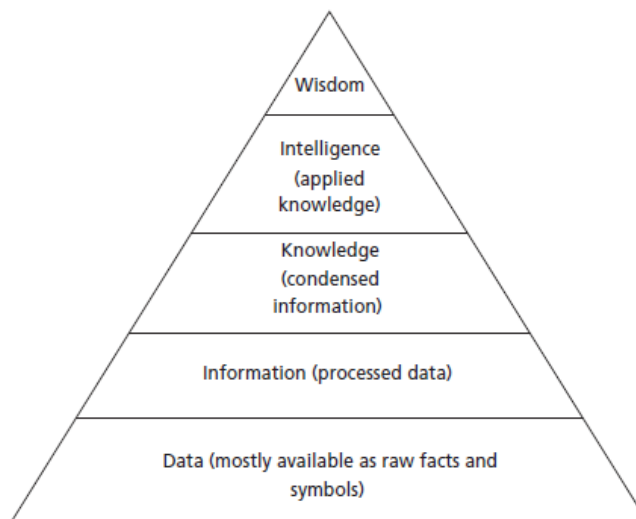 Wisdom
Intelligence
(applied
knowledge)
Knowledge
(condensed
information)
Information (processed data)
Data (mostly available as raw facts and
symbols)